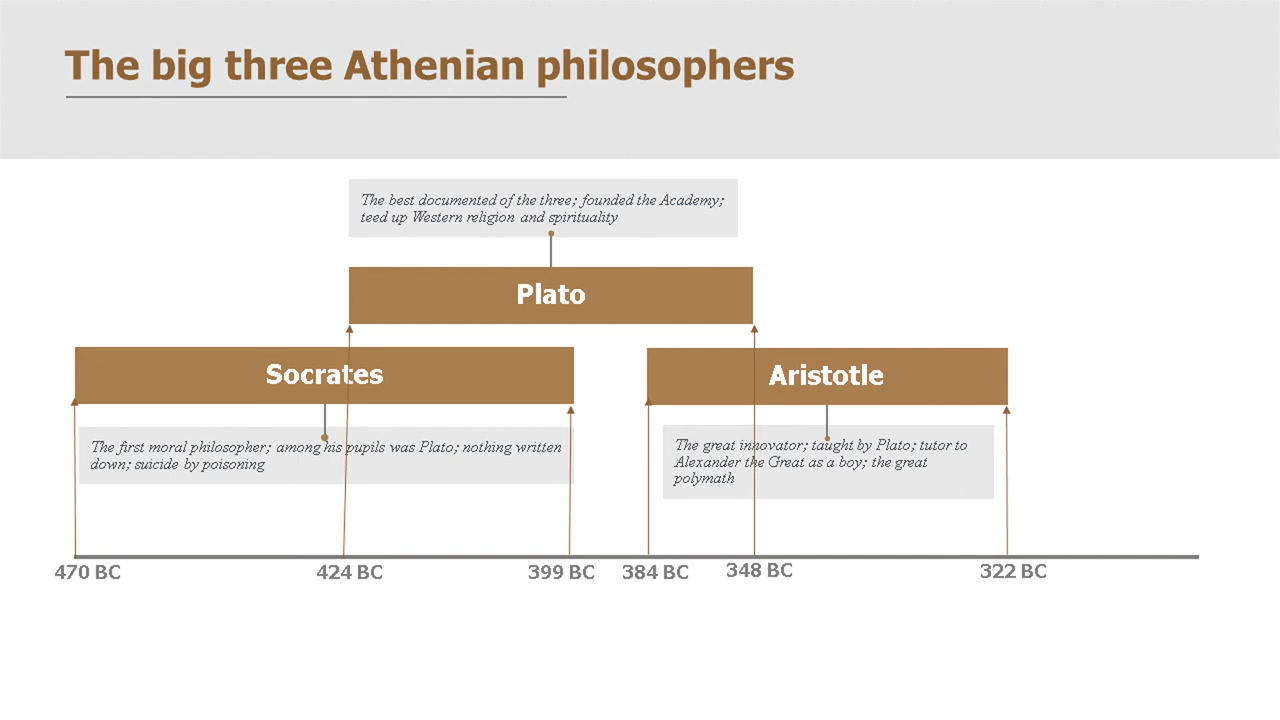 The big three Athenian philosophers
The best documented of the three; founded the Academy;
teed up Western religion and spirituality
Plato
Socrates
Aristotle
The first moral philosopher; among his pupils was Plato; nothing written
down; suicide by poisoning
The great innovator; taught by Plato; tutor to
Alexander the Great as a boy; the great
polymath
470 BC
424 BC
399 BC
384 BC
348 BC
322 BC